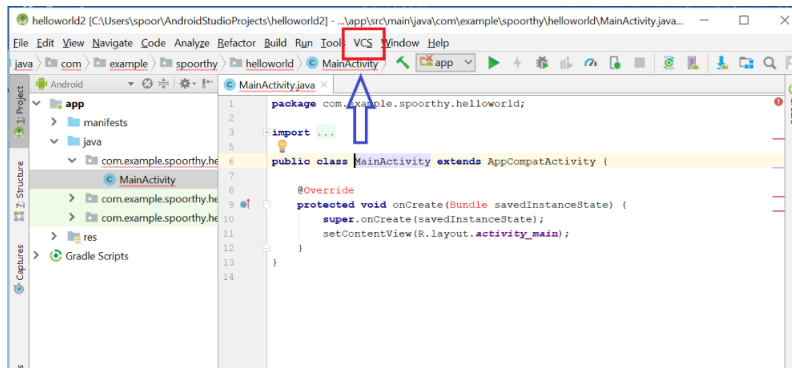 helloworld2 [C:\Users\spoor\AndroidStudioProjects\helloworld2] - ...\app\src\main\java\com\example\spoorthy\helloworld\MainActivity.java...
File Edit View Navigate Code Analyze Refactor Build Run Tools VCS Window Help
java com example spoorthy helloworld MainActivity app
Android MainActivity.java
1: Project
Z: Structure
Captures
app
manifests
java
com.example.spoorthy.he
MainActivity
com.example.spoorthy.he
com.example.spoorthy.he
res
Gradle Scripts
1 package com.example.spoorthy.helloworld;
2
3 import ...
5
6 public class MainActivity extends AppCompatActivity {
7
8 @Override
9 protected void onCreate(Bundle savedInstanceState) {
10 super.onCreate(savedInstanceState);
11 setContentView(R.layout.activity_main);
12 }
13 }
14